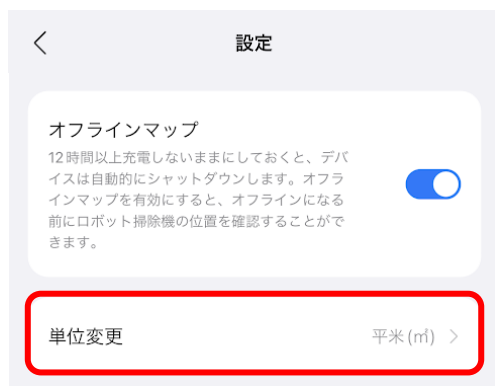 設定
オフラインマップ
12時間以上充電しないままにしておくと、デバ
イスは自動的にシャットダウンします。オフラ
インマップを有効にすると、オフラインになる
前にロボット掃除機の位置を確認することがで
きます。
単位変更 平米(㎡)